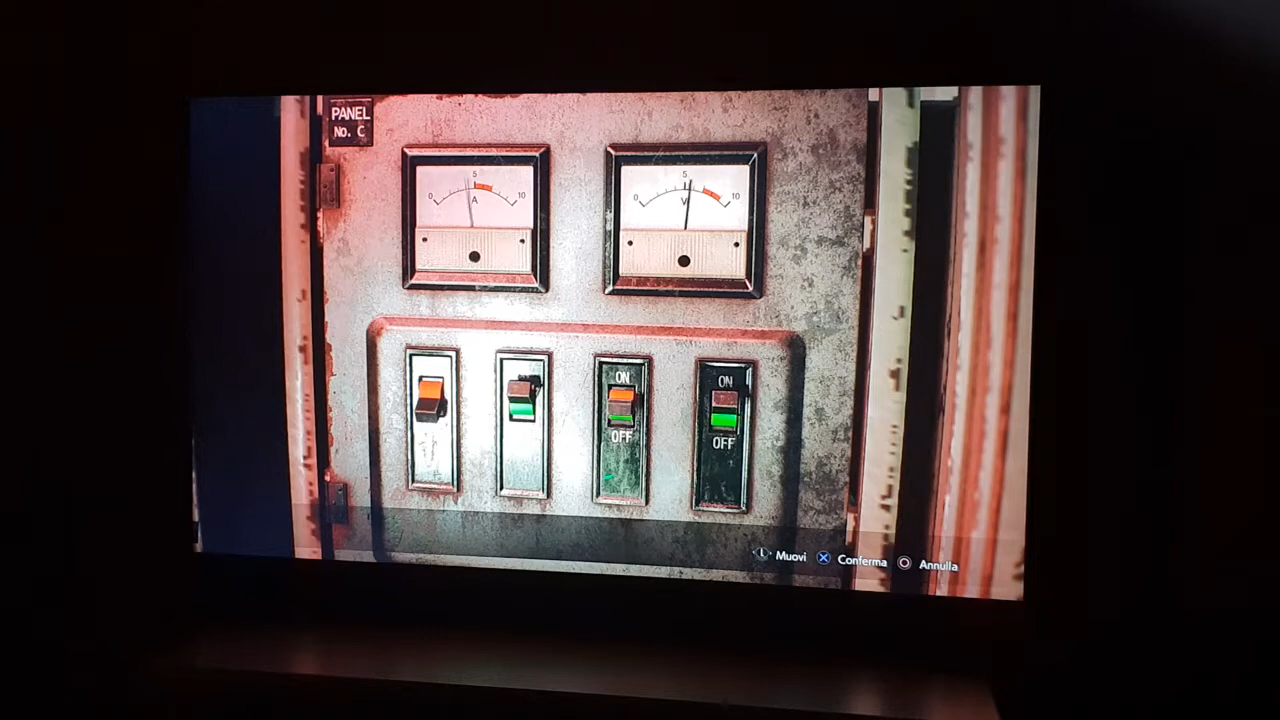 PANEL
No. C
0 5 10
A
0 5 10
V
ON
OFF
ON
OFF
L Muovi Conferma Annulla